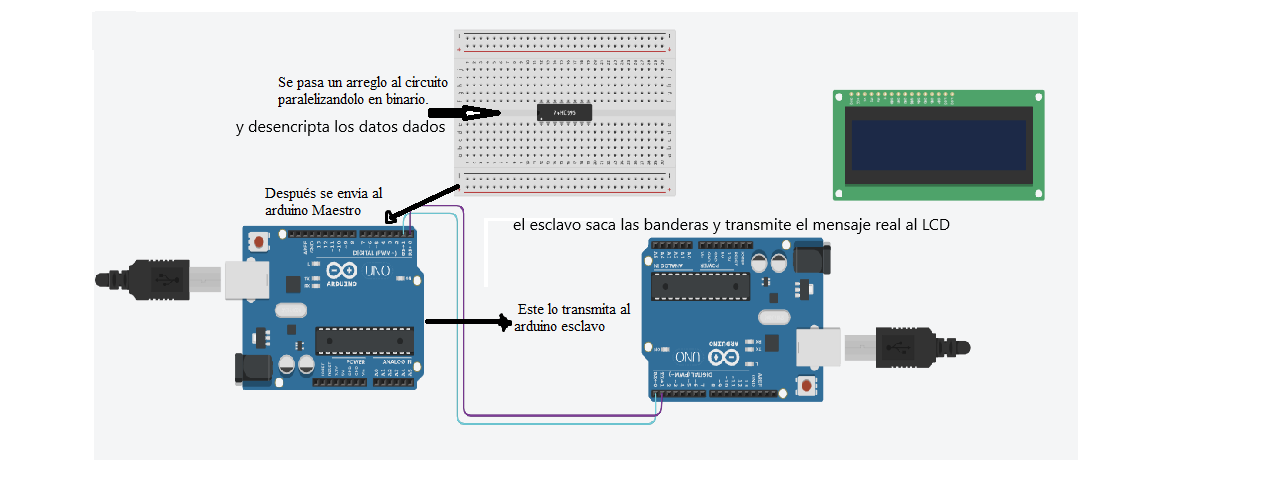 Se pasa un arreglo al circuito
paralelizandolo en binario.
y desencripta los datos dados
74HC595
Después se envia al
arduino Maestro
el esclavo saca las banderas y transmite el mensaje real al LCD
UNO
ARDUINO
Este lo transmita al
arduino esclavo
UNO
ARDUINO
DIGITAL (PWM~)
POWER
ANALOG IN
DIGITAL (PWM~)
POWER
ANALOG IN